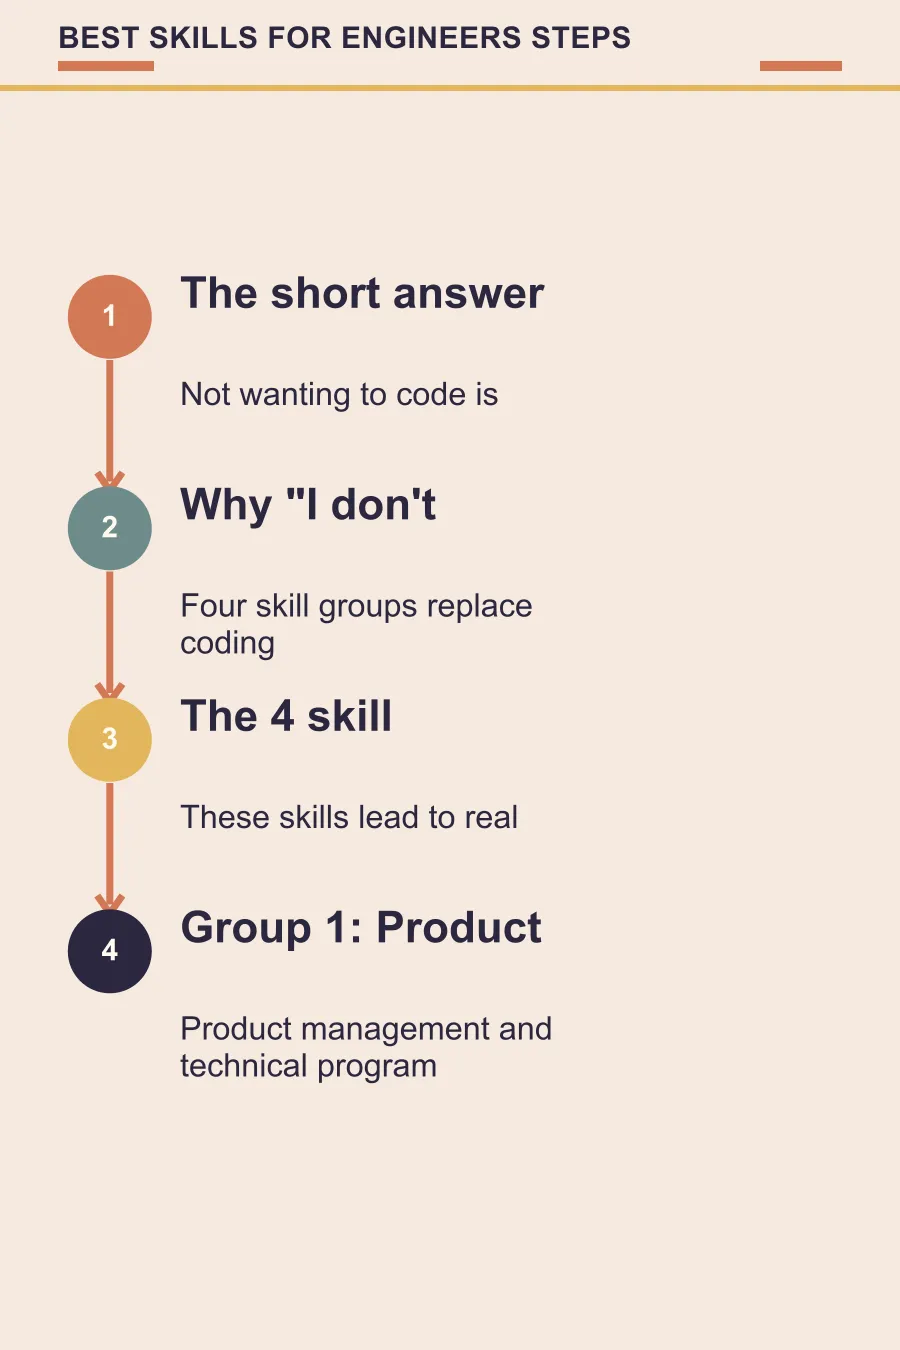 BEST SKILLS FOR ENGINEERS STEPS
1
The short answer
Not wanting to code is
2
Why "I don't
Four skill groups replace
coding
3
The 4 skill
These skills lead to real
4
Group 1: Product
Product management and
technical program